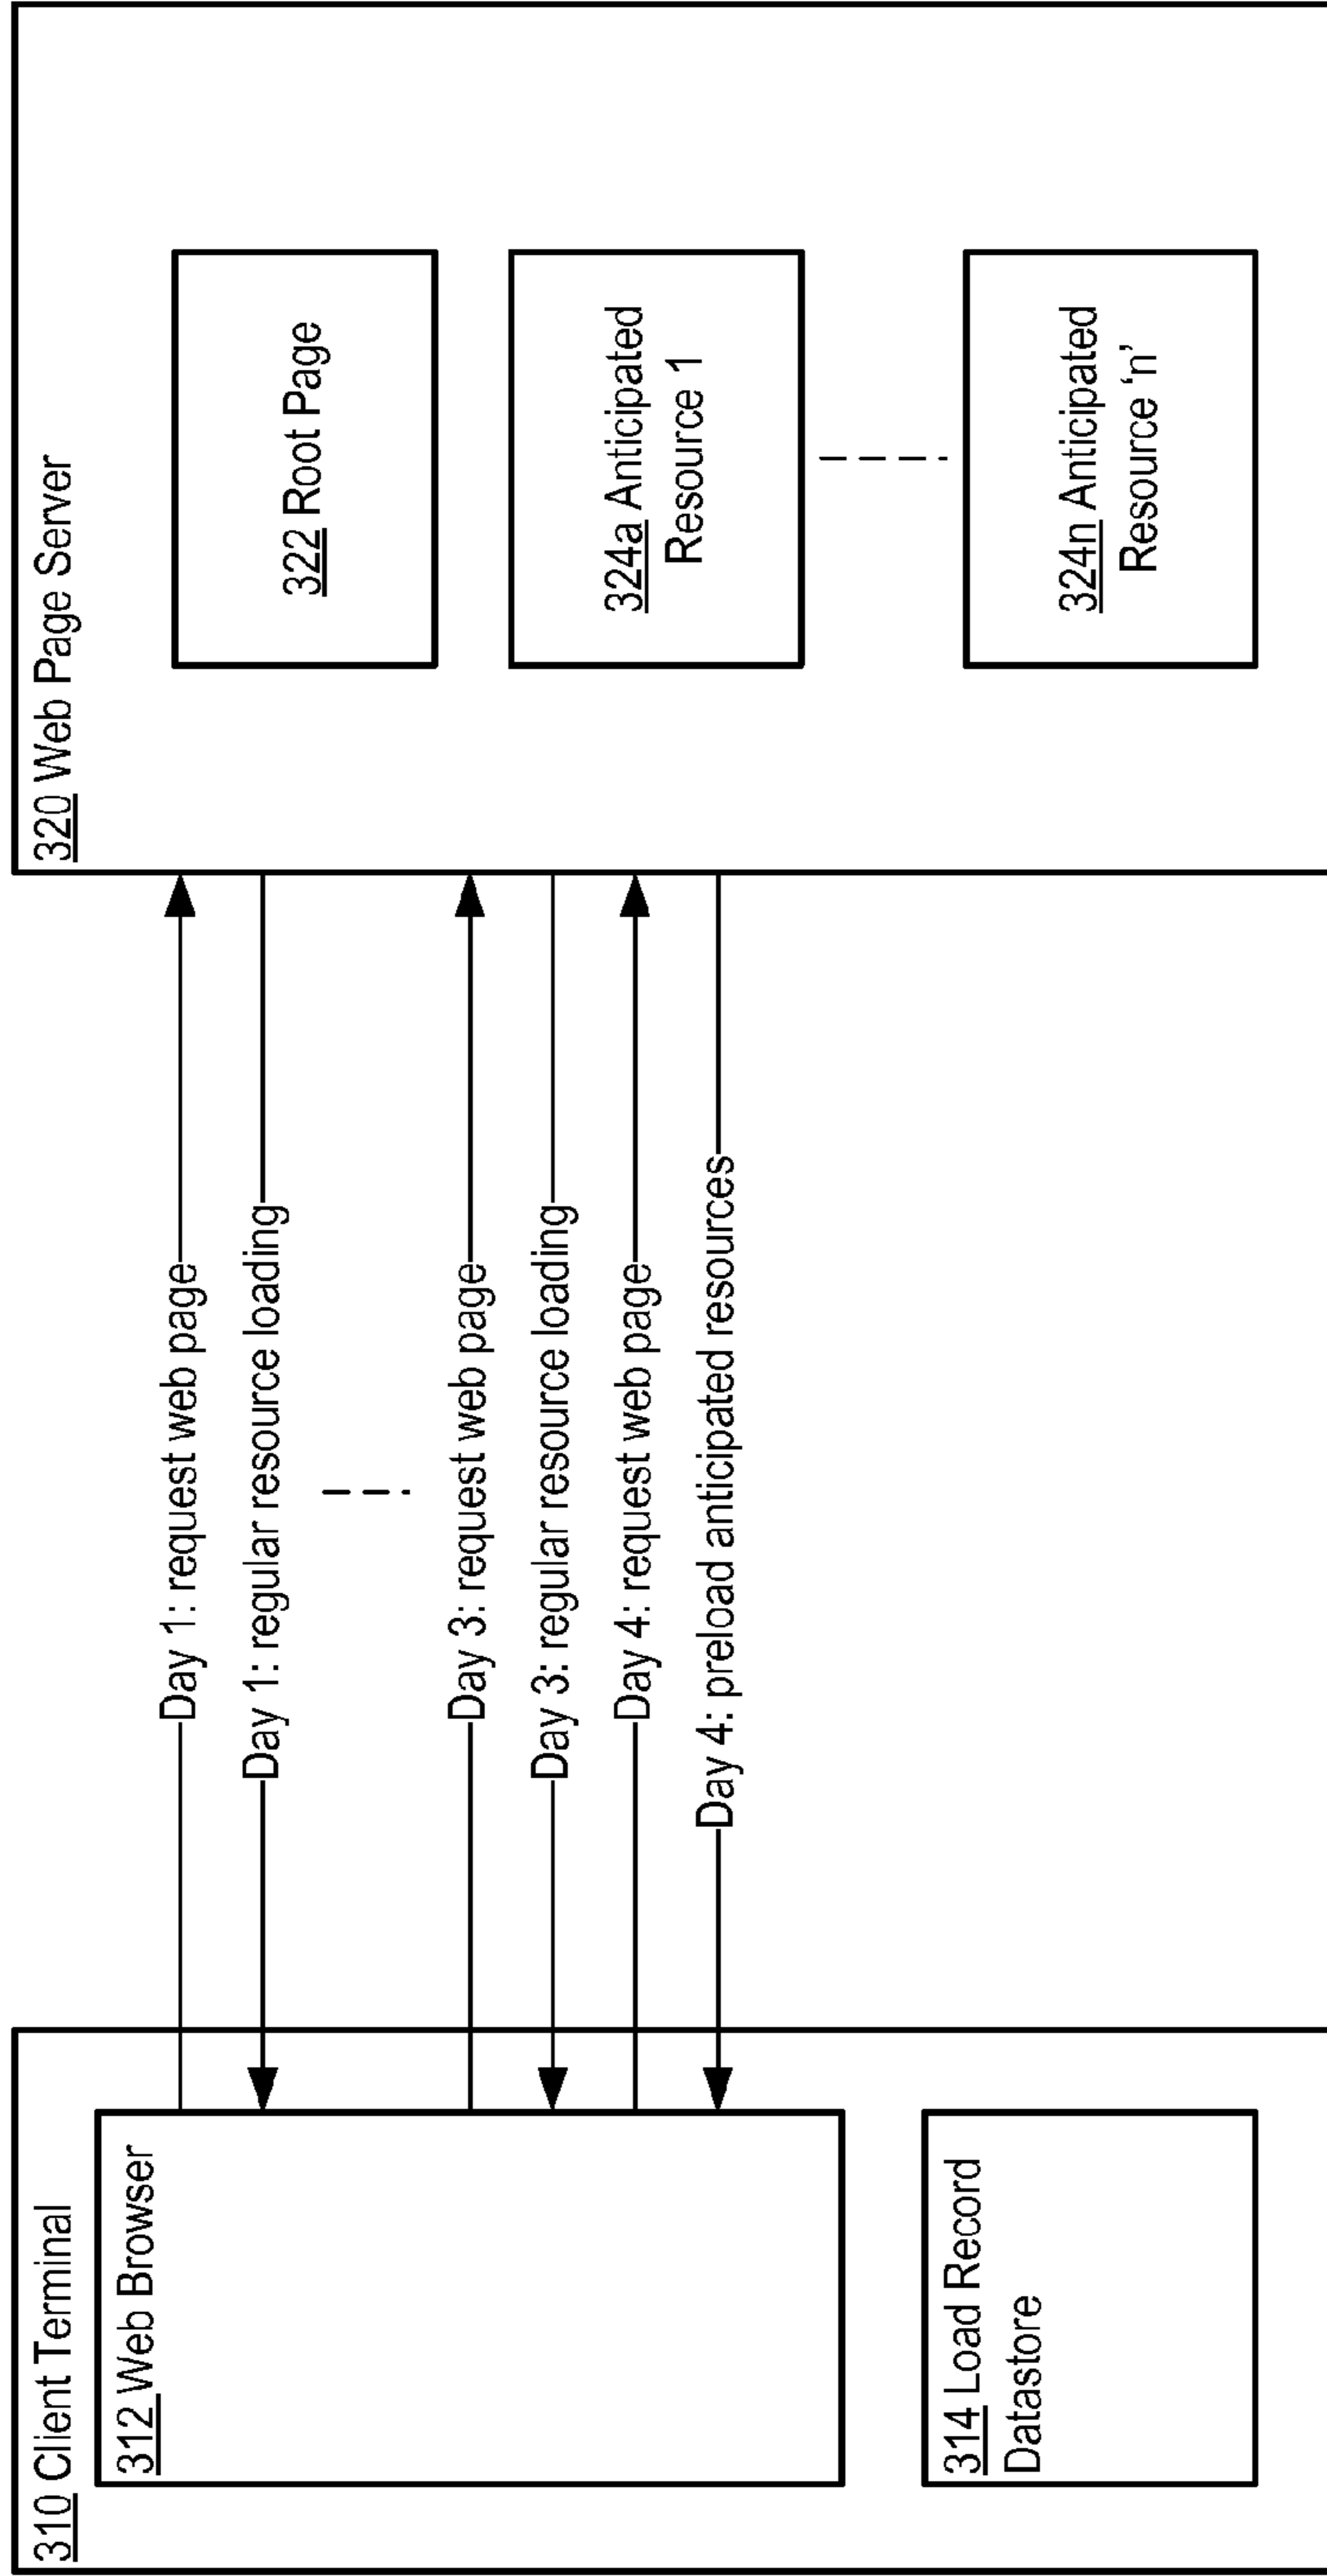 310 Client Terminal
312 Web Browser
314 Load Record
Datastore
Day 1: request web page
Day 1: regular resource loading
Day 3: request web page
Day 3: regular resource loading
Day 4: request web page
Day 4: preload anticipated resources
320 Web Page Server
322 Root Page
324a Anticipated
Resource 1
324n Anticipated
Resource ‘n’